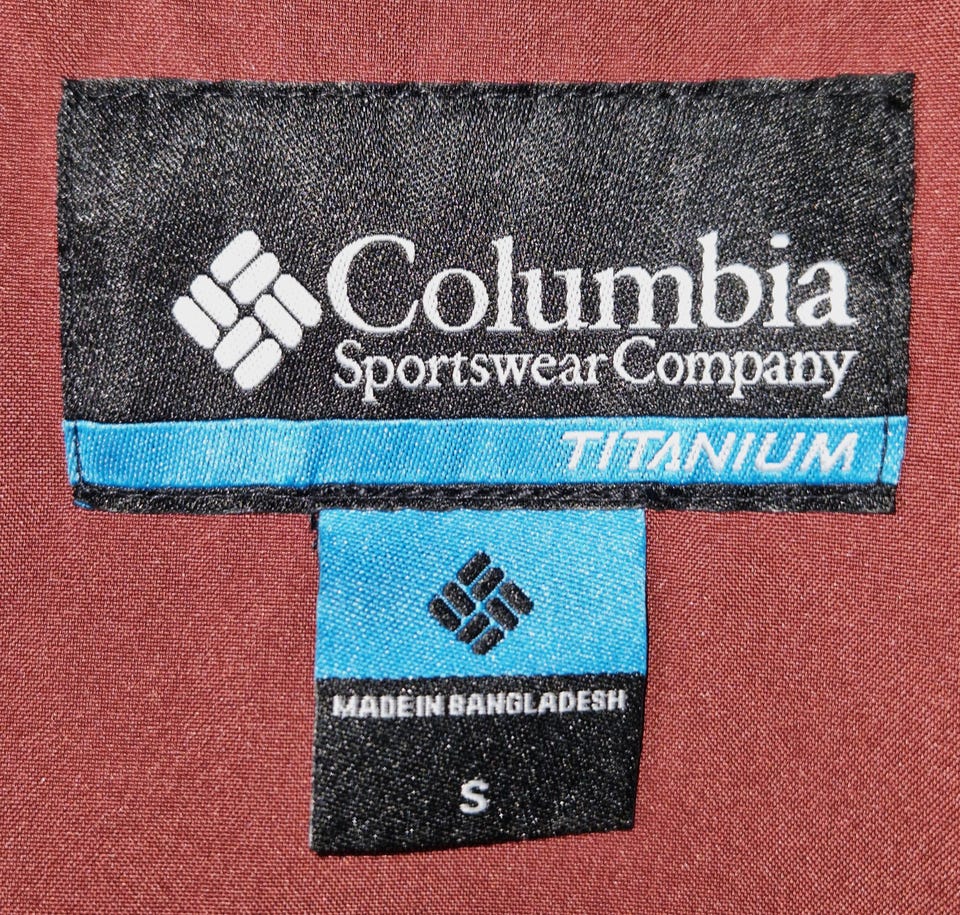 Columbia
Sportswear Company
TITANIUM
MADE IN BANGLADESH
S